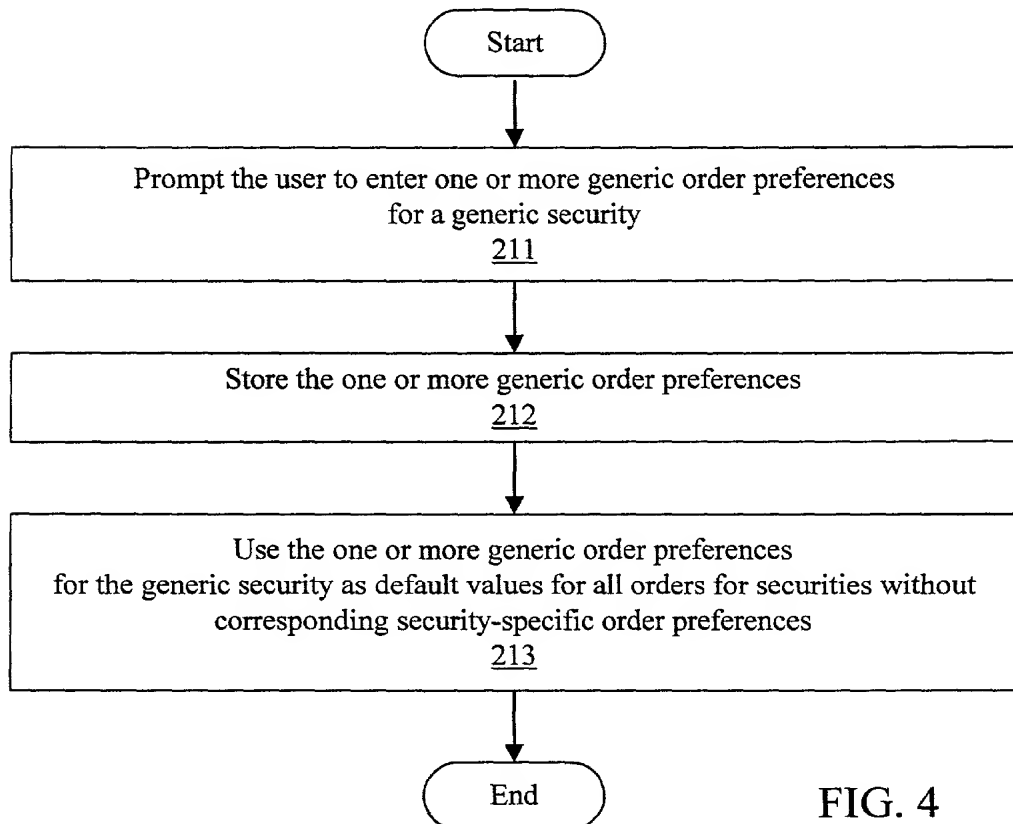 Start
Prompt the user to enter one or more generic order preferences
for a generic security
211
Store the one or more generic order preferences
212
Use the one or more generic order preferences
for the generic security as default values for all orders for securities without
corresponding security-specific order preferences
213
End
FIG. 4